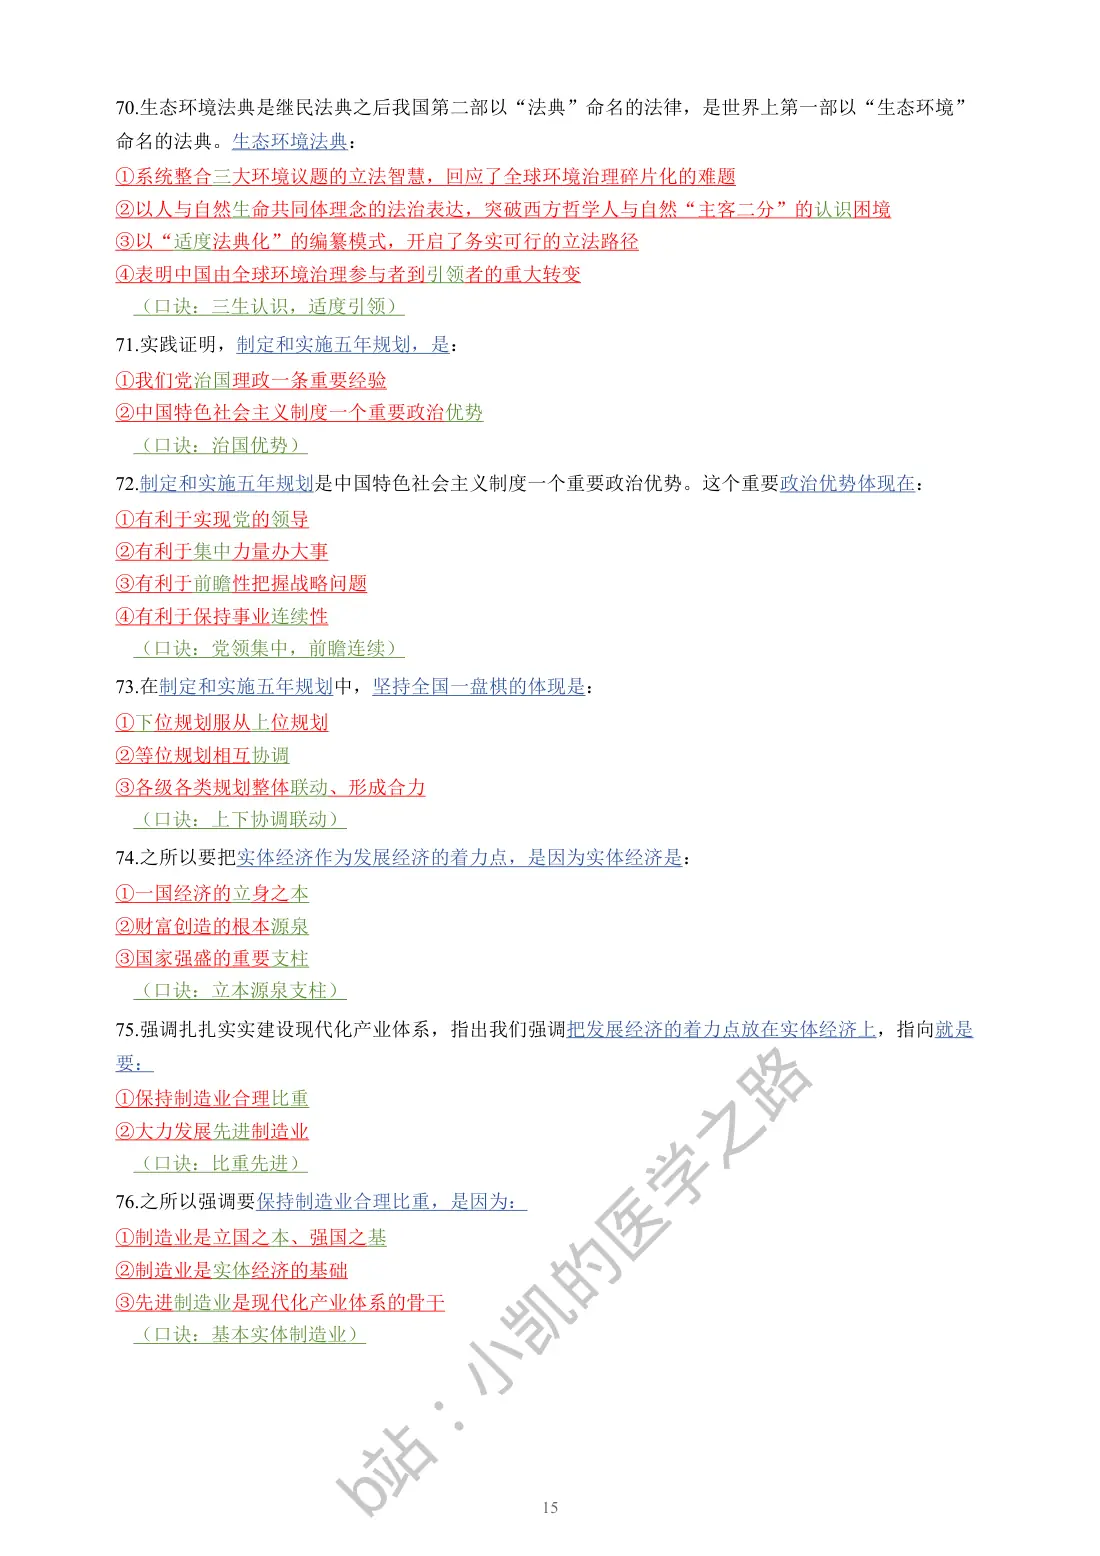 70.生态环境法典是继民法典之后我国第二部以“法典”命名的法律，是世界上第一部以“生态环境”
命名的法典。生态环境法典：
①系统整合三大环境议题的立法智慧，回应了全球环境治理碎片化的难题
②以人与自然生命共同体理念的法治表达，突破西方哲学人与自然“主客二分”的认识困境
③以“适度法典化”的编纂模式，开启了务实可行的立法路径
④表明中国由全球环境治理参与者到引领者的重大转变
（口诀：三生认识，适度引领）
71.实践证明，制定和实施五年规划，是：
①我们党治国理政一条重要经验
②中国特色社会主义制度一个重要政治优势
（口诀：治国优势）
72.制定和实施五年规划是中国特色社会主义制度一个重要政治优势。这个重要政治优势体现在：
①有利于实现党的领导
②有利于集中力量办大事
③有利于前瞻性把握战略问题
④有利于保持事业连续性
（口诀：党领集中，前瞻连续）
73.在制定和实施五年规划中，坚持全国一盘棋的体现是：
①下位规划服从上位规划
②等位规划相互协调
③各级各类规划整体联动、形成合力
（口诀：上下协调联动）
74.之所以要把实体经济作为发展经济的着力点，是因为实体经济是：
①一国经济的立身之本
②财富创造的根本源泉
③国家强盛的重要支柱
（口诀：立本源泉支柱）
75.强调扎扎实实建设现代化产业体系，指出我们强调把发展经济的着力点放在实体经济上，指向就是
要：
①保持制造业合理比重
②大力发展先进制造业
（口诀：比重先进）
76.之所以强调要保持制造业合理比重，是因为：
①制造业是立国之本、强国之基
②制造业是实体经济的基础
③先进制造业是现代化产业体系的骨干
（口诀：基本实体制造业）
b站：小凯的医学之路
15